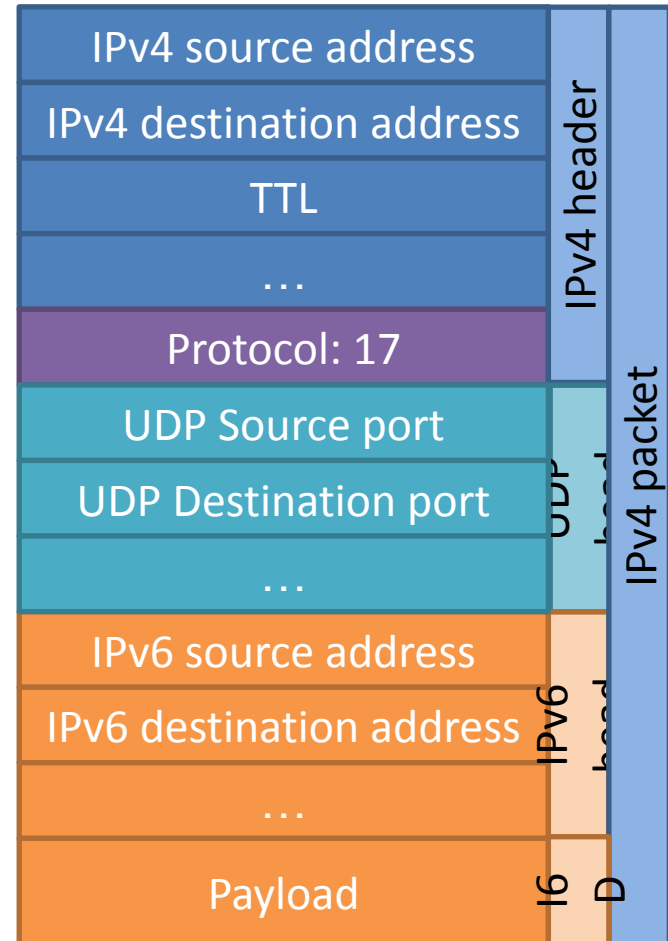 IPv4 source address
IPv4 destination address
TTL
...
Protocol: 17
UDP Source port
UDP Destination port
...
IPv6 source address
IPv6 destination address
...
Payload
IPv4 header
UDP
IPv6
I6
D
IPv4 packet